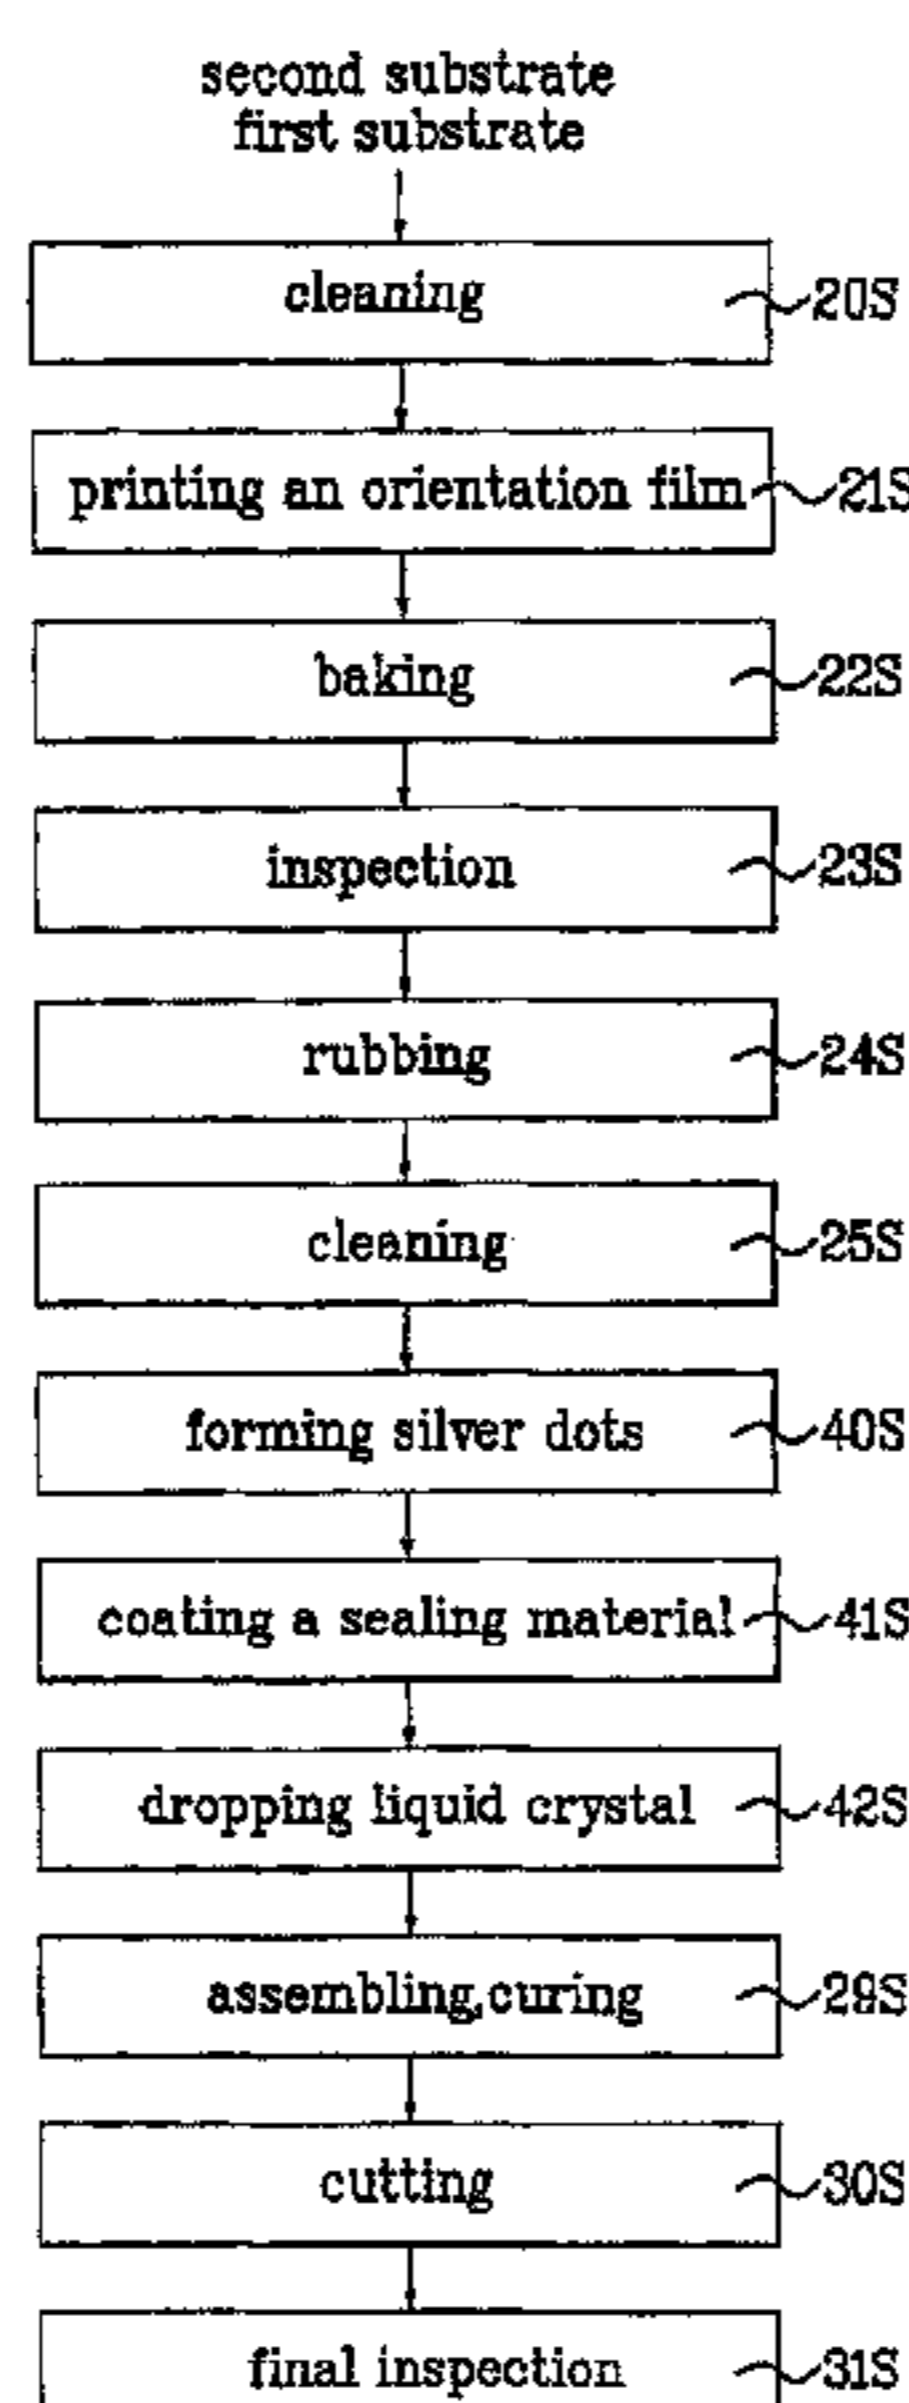 second substrate
first substrate
cleaning 20S
printing an orientation film 21S
baking 22S
inspection 23S
rubbing 24S
cleaning 25S
forming silver dots 40S
coating a sealing material 41S
dropping liquid crystal 42S
assembling,curing 29S
cutting 30S
final inspection 31S